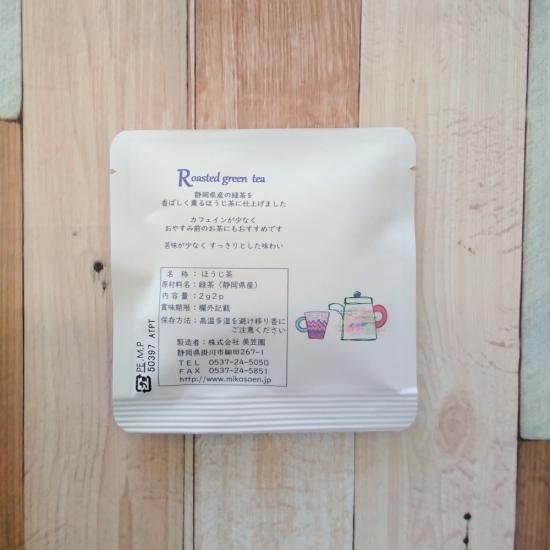 Roasted green tea
静岡県産の緑茶を
香ばしく薫るほうじ茶に仕上げました
カフェインが少なく
おやすみ前のお茶にもおすすめです
苦味が少なく すっきりとした味わい
名 称：ほうじ茶
原材料名：緑茶（静岡県産）
内 容 量：2g2p
賞味期限：欄外記載
保存方法：高温多湿を避け移り香に
ご注意ください
製造者：株式会社 美笠園
静岡県掛川市細田267-1
TEL 0537-24-5050
FAX 0537-24-5851
http://www.mikasaen.jp
PE.M.P
50397 ATPT